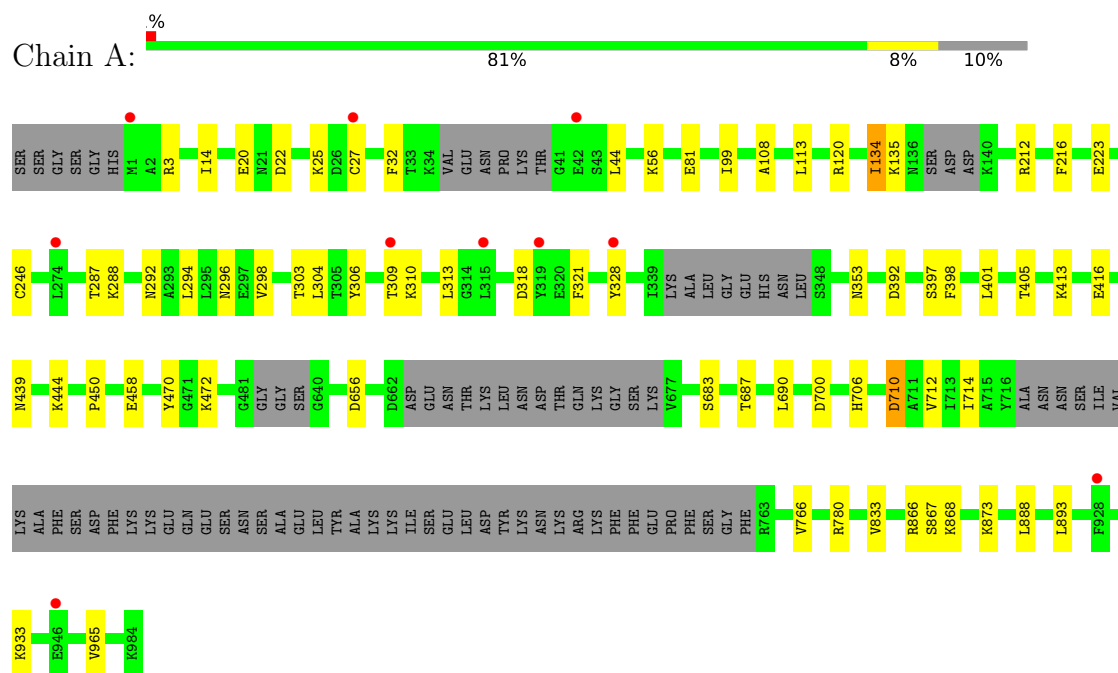 .%
Chain A:
81% 8% 10%
SER SER GLY SER GLY HIS M1 A2 R3 I14 E20 N21 D22 K25 D26 C27 F32 T33 K34 VAL GLU ASN PRO LYS THR G41 E42 S43 L44 K56 E81 I99 A108 L113 R120 I134 K135 N136 SER ASP ASP K140 R212 F216 E223
C246 L274 T287 K288 N292 A293 L294 L295 N296 E297 V298 T303 L304 T305 Y306 T309 K310 L313 G314 L315 D318 Y319 E320 F321 Y328 I339 LYS ALA LEU GLY GLU HIS ASN LEU S348 N353 D392 S397 F398 L401 T405 K413 E416
N439 K444 P450 E458 Y470 G471 K472 G481 GLY GLY SER G640 D656 D662 ASP GLU ASN THR LYS LEU ASN ASP THR GLN LYS GLY SER LYS V677 S683 T687 L690 D700 H706 D710 A711 V712 I713 I714 A715 Y716 ALA ASN ASN SER ILE VAL
LYS ALA PHE SER ASP PHE LYS LYS GLU GLN GLU SER ASN SER ALA GLU LEU TYR ALA LYS LYS ILE SER GLU LEU ASP TYR LYS ASN LYS ARG LYS PHE PHE GLU PRO PHE SER GLY PHE R763 V766 R780 V833 R866 S867 K868 K873 L888 L893 F928
K933 E946 V965 K984